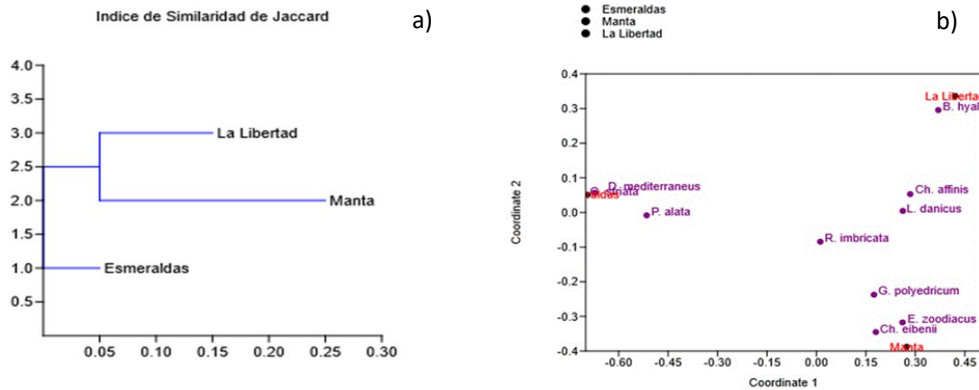 Indice de Similaridad de Jaccard
a)
4.0
3.5
3.0
2.5
2.0
1.5
1.0
0.5
La Libertad
Manta
Esmeraldas
0.05 0.10 0.15 0.20 0.25 0.30
Esmeraldas
Manta
La Libertad
b)
Coordinate 2
0.4
0.3
0.1
0.0
-0.1
-0.2
-0.3
-0.4
La Liberta
B. hyal
D. mediterraneus
striata
P. alata
Ch. affinis
L. danicus
R. imbricata
G. polyedricum
E. zoodiacus
Ch. eibenii
Manta
-0.60 -0.45 -0.30 -0.15 0.00 0.15 0.30 0.45
Coordinate 1